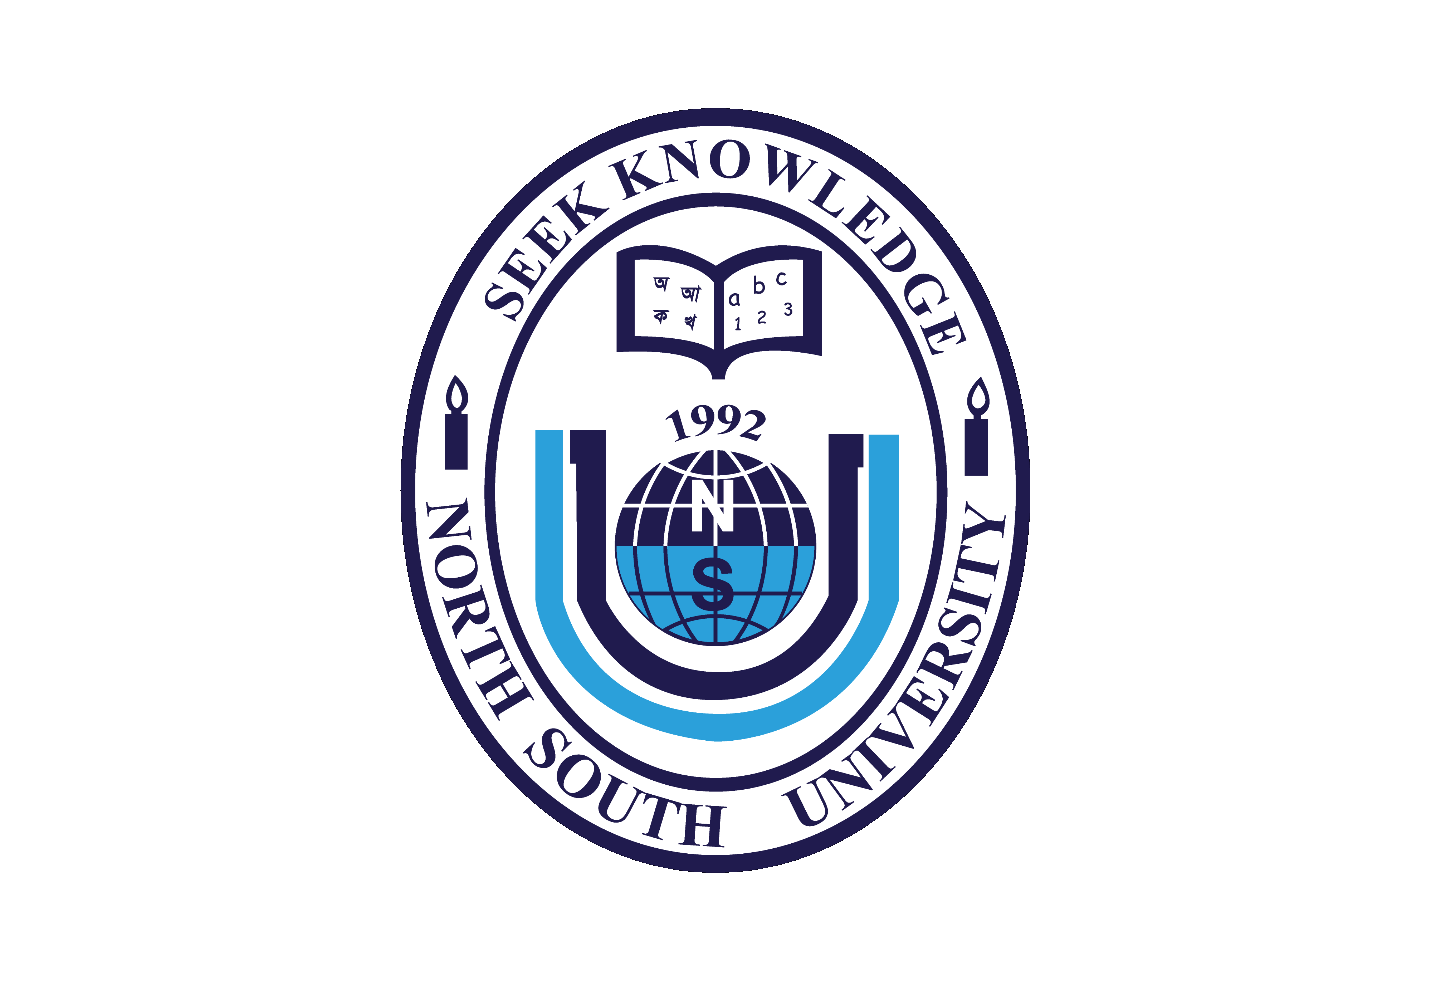 SEEK KNOWLEDGE
অ আ
ক খ
a b c
1 2 3
1992
N
S
NORTH SOUTH UNIVERSITY